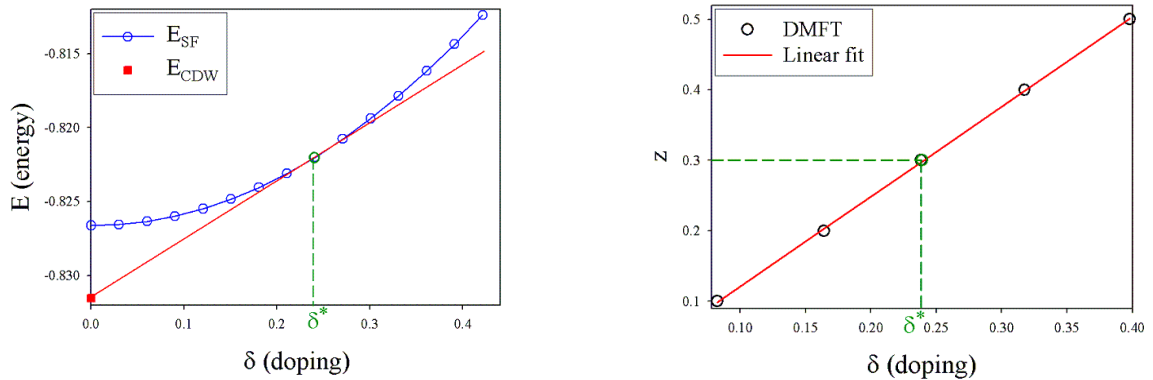 E_SF
E_CDW
-0.815
-0.820
-0.825
-0.830
E (energy)
0.0 0.1 0.2 δ* 0.3 0.4
δ (doping)
DMFT
Linear fit
0.5
0.4
0.3
0.2
0.1
z
0.10 0.15 0.20 δ* 0.25 0.30 0.35 0.40
δ (doping)